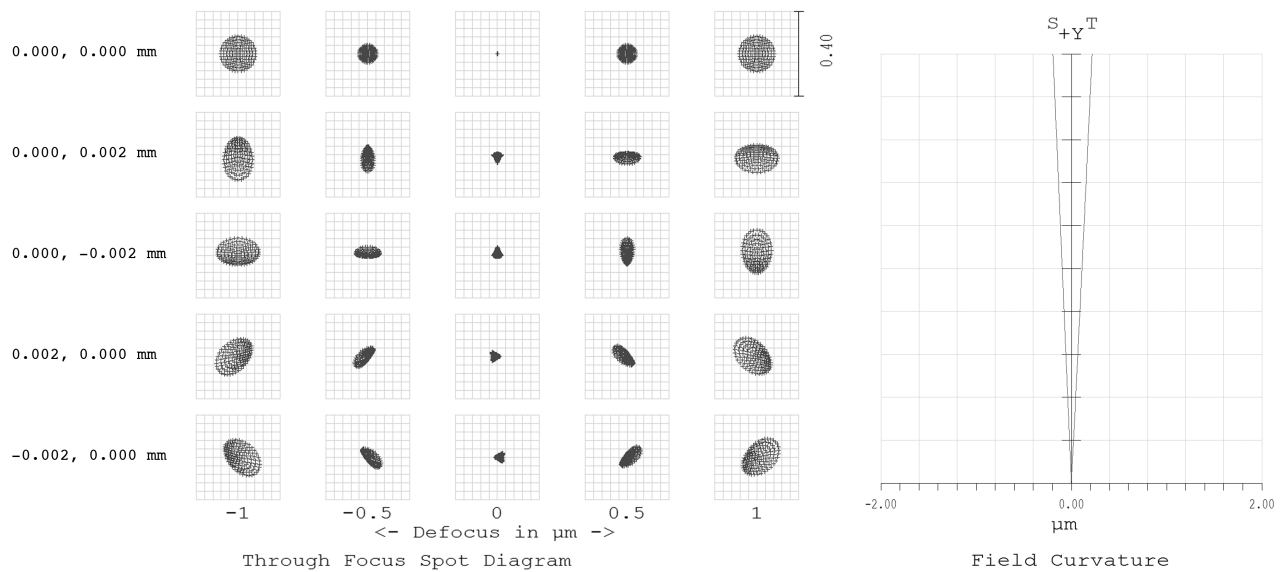 0.000, 0.000 mm
0.40
0.000, 0.002 mm
0.000, -0.002 mm
0.002, 0.000 mm
-0.002, 0.000 mm
-1 -0.5 0 0.5 1
<- Defocus in µm ->
Through Focus Spot Diagram
S +Y T
-2.00 0.00 2.00
µm
Field Curvature